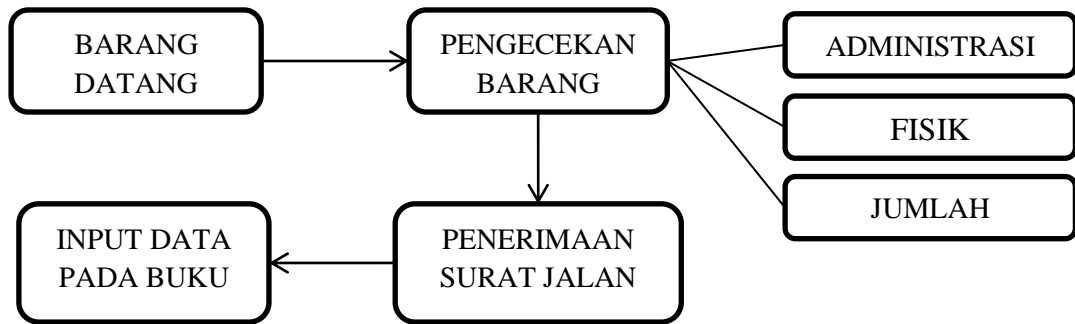 BARANG
DATANG
PENGECEKAN
BARANG
ADMINISTRASI
FISIK
JUMLAH
PENERIMAAN
SURAT JALAN
INPUT DATA
PADA BUKU